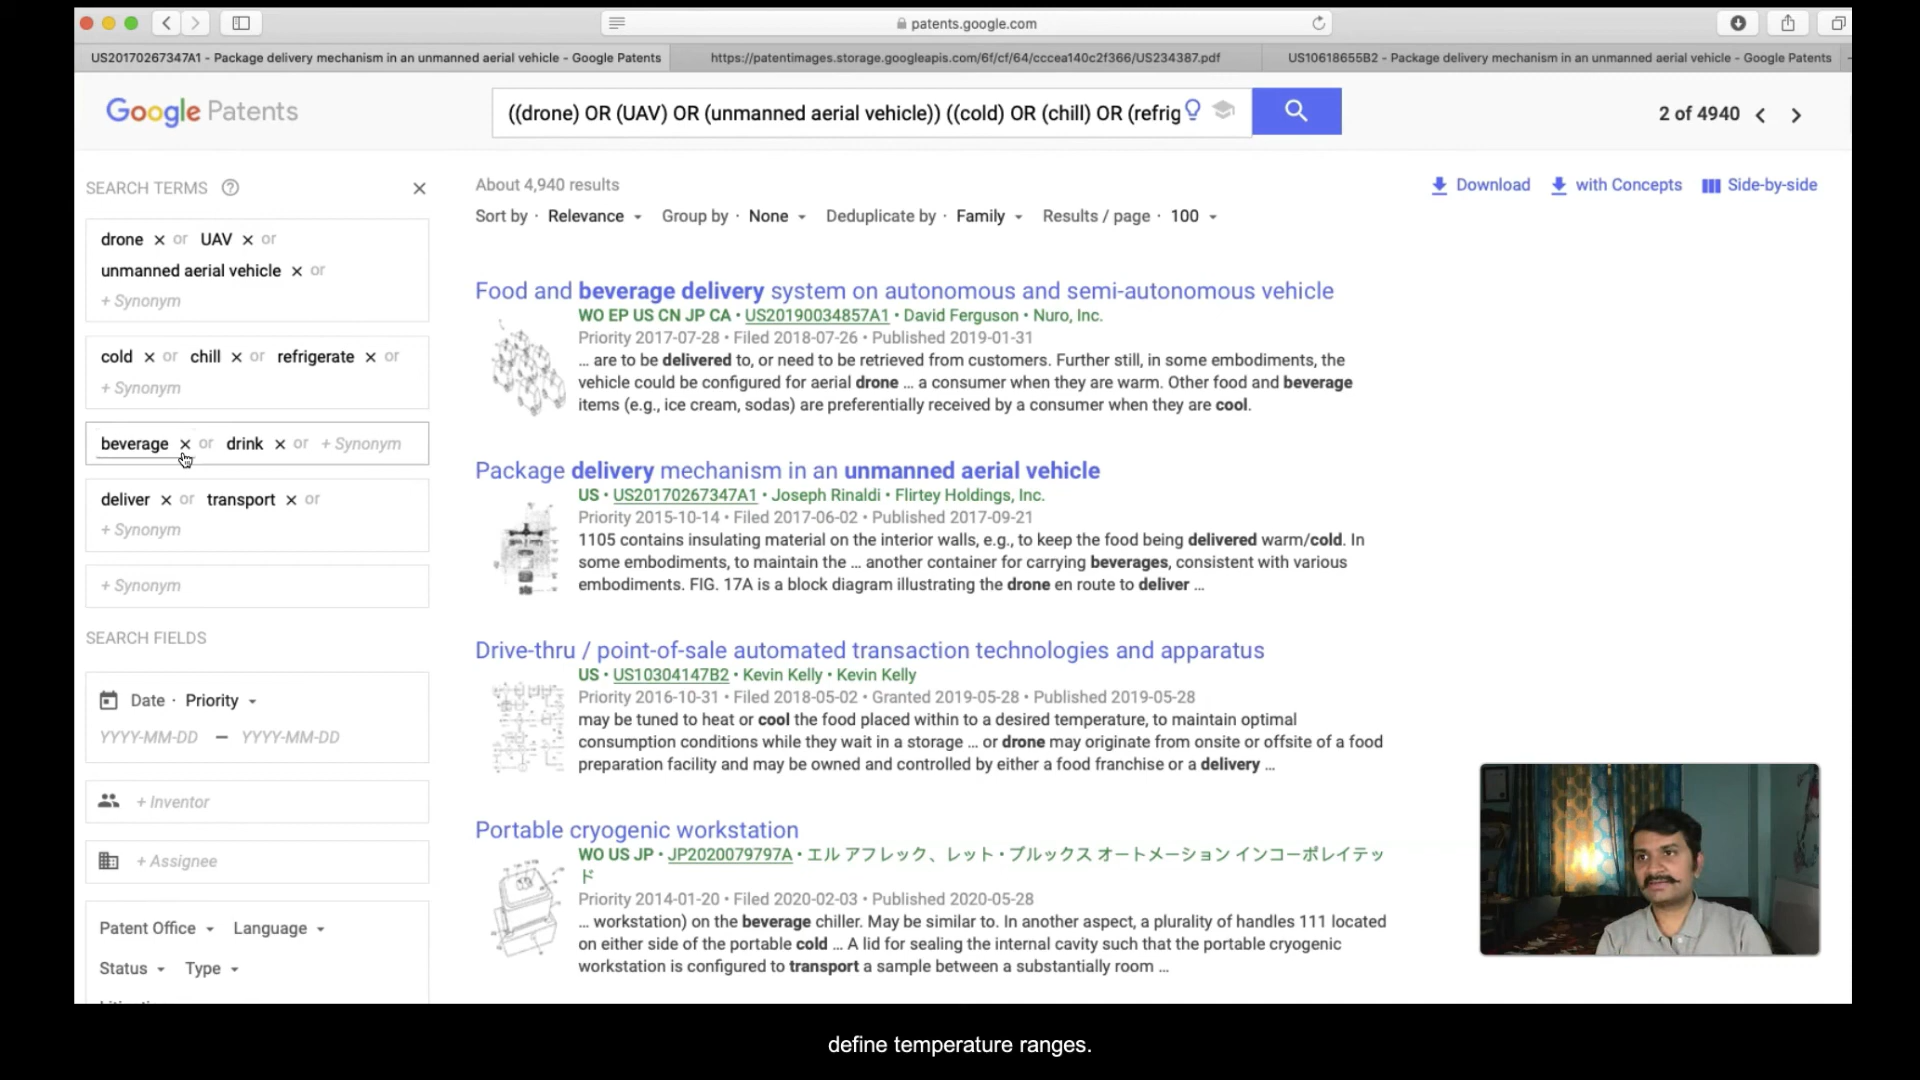 patents.google.com
US20170267347A1 - Package delivery mechanism in an unmanned aerial vehicle - Google Patents
https://patentimages.storage.googleapis.com/6f/cf/64/cccea140c2f366/US234387.pdf
US10618655B2 - Package delivery mechanism in an unmanned aerial vehicle - Google Patents
Google Patents
((drone) OR (UAV) OR (unmanned aerial vehicle)) ((cold) OR (chill) OR (refrig
2 of 4940
SEARCH TERMS
drone × or UAV × or
unmanned aerial vehicle × or
+ Synonym
cold × or chill × or refrigerate × or
+ Synonym
beverage × or drink × or + Synonym
deliver × or transport × or
+ Synonym
+ Synonym
SEARCH FIELDS
Date · Priority
YYYY-MM-DD — YYYY-MM-DD
+ Inventor
+ Assignee
Patent Office Language
Status Type
About 4,940 results
Download with Concepts Side-by-side
Sort by · Relevance Group by · None Deduplicate by · Family Results / page · 100
Food and beverage delivery system on autonomous and semi-autonomous vehicle
WO EP US CN JP CA • US20190034857A1 • David Ferguson • Nuro, Inc.
Priority 2017-07-28 • Filed 2018-07-26 • Published 2019-01-31
... are to be delivered to, or need to be retrieved from customers. Further still, in some embodiments, the
vehicle could be configured for aerial drone ... a consumer when they are warm. Other food and beverage
items (e.g., ice cream, sodas) are preferentially received by a consumer when they are cool.
Package delivery mechanism in an unmanned aerial vehicle
US • US20170267347A1 • Joseph Rinaldi • Flirtey Holdings, Inc.
Priority 2015-10-14 • Filed 2017-06-02 • Published 2017-09-21
1105 contains insulating material on the interior walls, e.g., to keep the food being delivered warm/cold. In
some embodiments, to maintain the ... another container for carrying beverages, consistent with various
embodiments. FIG. 17A is a block diagram illustrating the drone en route to deliver ...
Drive-thru / point-of-sale automated transaction technologies and apparatus
US • US10304147B2 • Kevin Kelly • Kevin Kelly
Priority 2016-10-31 • Filed 2018-05-02 • Granted 2019-05-28 • Published 2019-05-28
may be tuned to heat or cool the food placed within to a desired temperature, to maintain optimal
consumption conditions while they wait in a storage ... or drone may originate from onsite or offsite of a food
preparation facility and may be owned and controlled by either a food franchise or a delivery ...
Portable cryogenic workstation
WO US JP • JP2020079797A • エル アフレック、レット • ブルックス オートメーション インコーポレイテッ
ド
Priority 2014-01-20 • Filed 2020-02-03 • Published 2020-05-28
... workstation) on the beverage chiller. May be similar to. In another aspect, a plurality of handles 111 located
on either side of the portable cold ... A lid for sealing the internal cavity such that the portable cryogenic
workstation is configured to transport a sample between a substantially room ...
define temperature ranges.